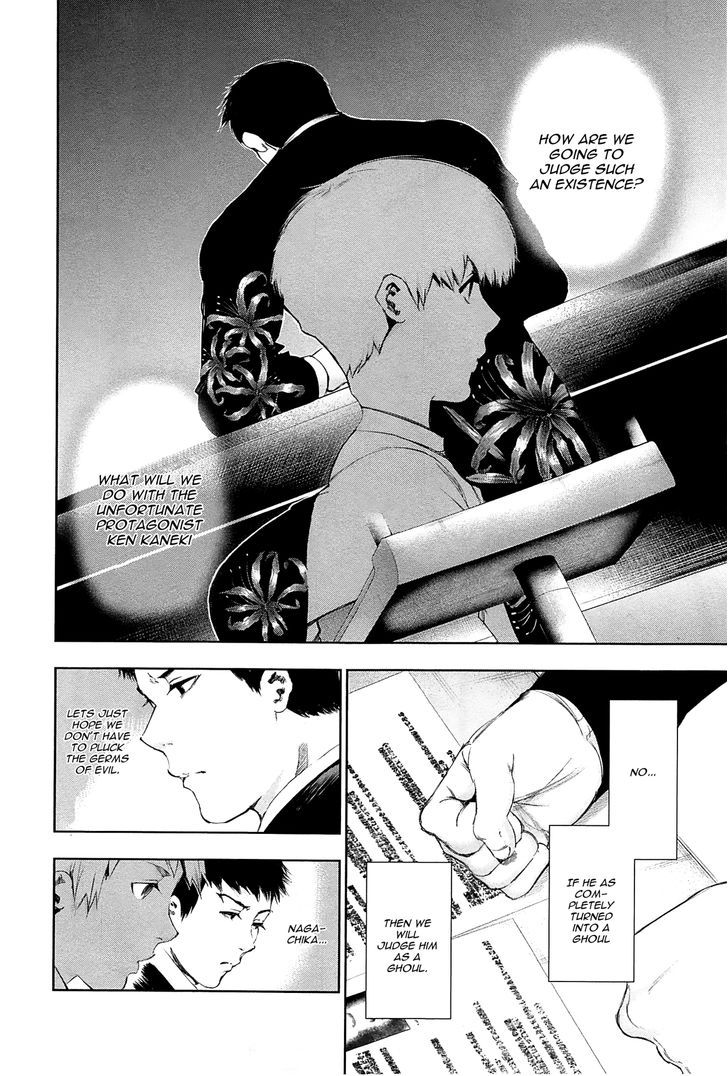 HOW ARE WE
GOING TO
JUDGE SUCH
AN EXISTENCE?
WHAT WILL WE
DO WITH THE
UNFORTUNATE
PROTAGONIST
KEN KANEKI
NO...
IF HE AS
COM-
PLETELY
TURNED
INTO A
GHOUL
THEN WE
WILL
JUDGE HIM
AS A
GHOUL.
LETS JUST
HOPE WE
DON'T HAVE
TO PLUCK
THE GERMS
OF EVIL.
NAGA-
CHIKA...